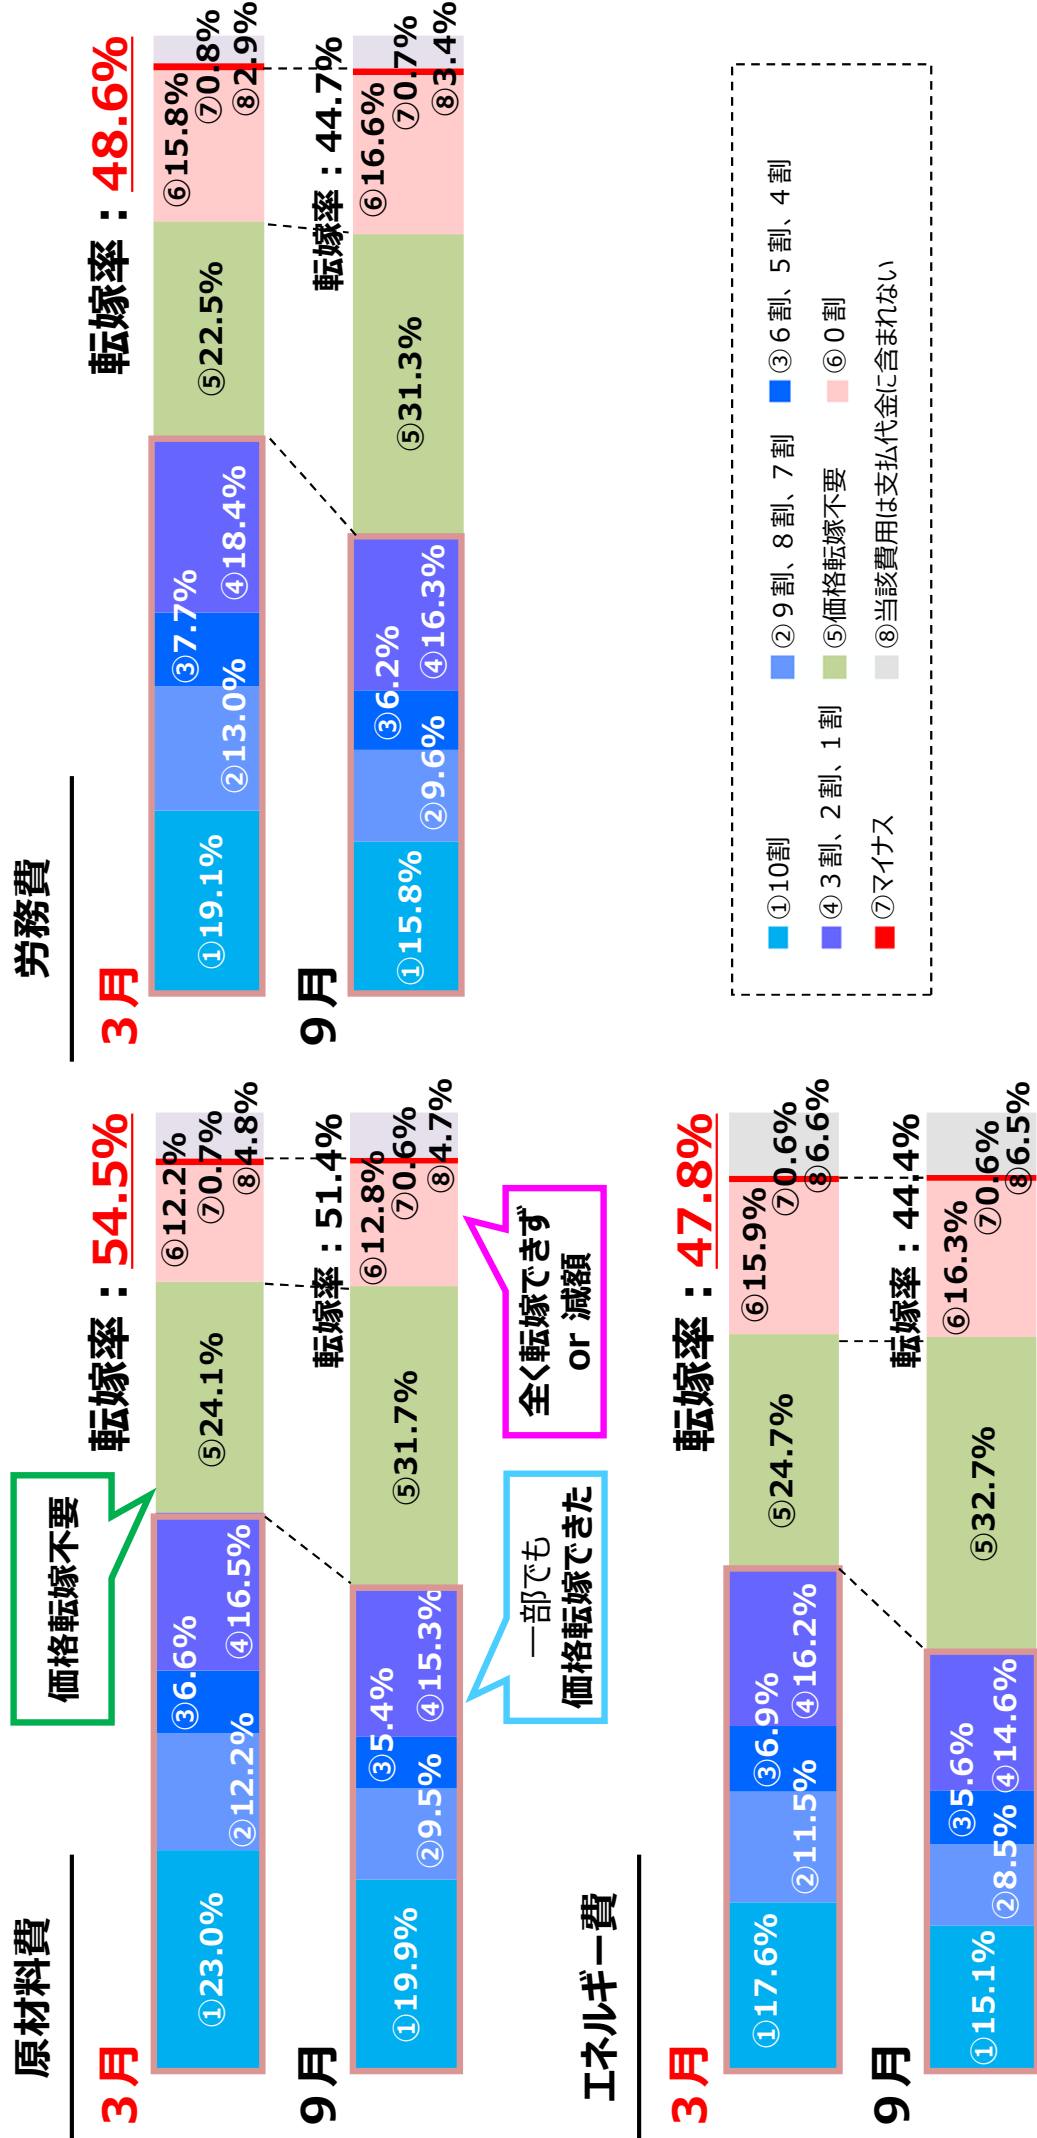 原材料費
価格転嫁不要
3月
転嫁率：54.5%
①23.0%
②12.2%
③6.6%
④16.5%
⑤24.1%
⑥12.2%
⑦0.7%
⑧4.8%
9月
転嫁率：51.4%
①19.9%
②9.5%
③5.4%
④15.3%
⑤31.7%
⑥12.8%
⑦0.6%
⑧4.7%
一部でも
価格転嫁できた
全く転嫁できず
or 減額
労務費
3月
転嫁率：48.6%
①19.1%
②13.0%
③7.7%
④18.4%
⑤22.5%
⑥15.8%
⑦0.8%
⑧2.9%
9月
転嫁率：44.7%
①15.8%
②9.6%
③6.2%
④16.3%
⑤31.3%
⑥16.6%
⑦0.7%
⑧3.4%
エネルギー費
3月
転嫁率：47.8%
①17.6%
②11.5%
③6.9%
④16.2%
⑤24.7%
⑥15.9%
⑦0.6%
⑧6.6%
9月
転嫁率：44.4%
①15.1%
②8.5%
③5.6%
④14.6%
⑤32.7%
⑥16.3%
⑦0.6%
⑧6.5%
①10割 ②９割、８割、７割 ③６割、５割、４割
④３割、２割、１割 ⑤価格転嫁不要 ⑥０割
⑦マイナス ⑧当該費用は支払代金に含まれない